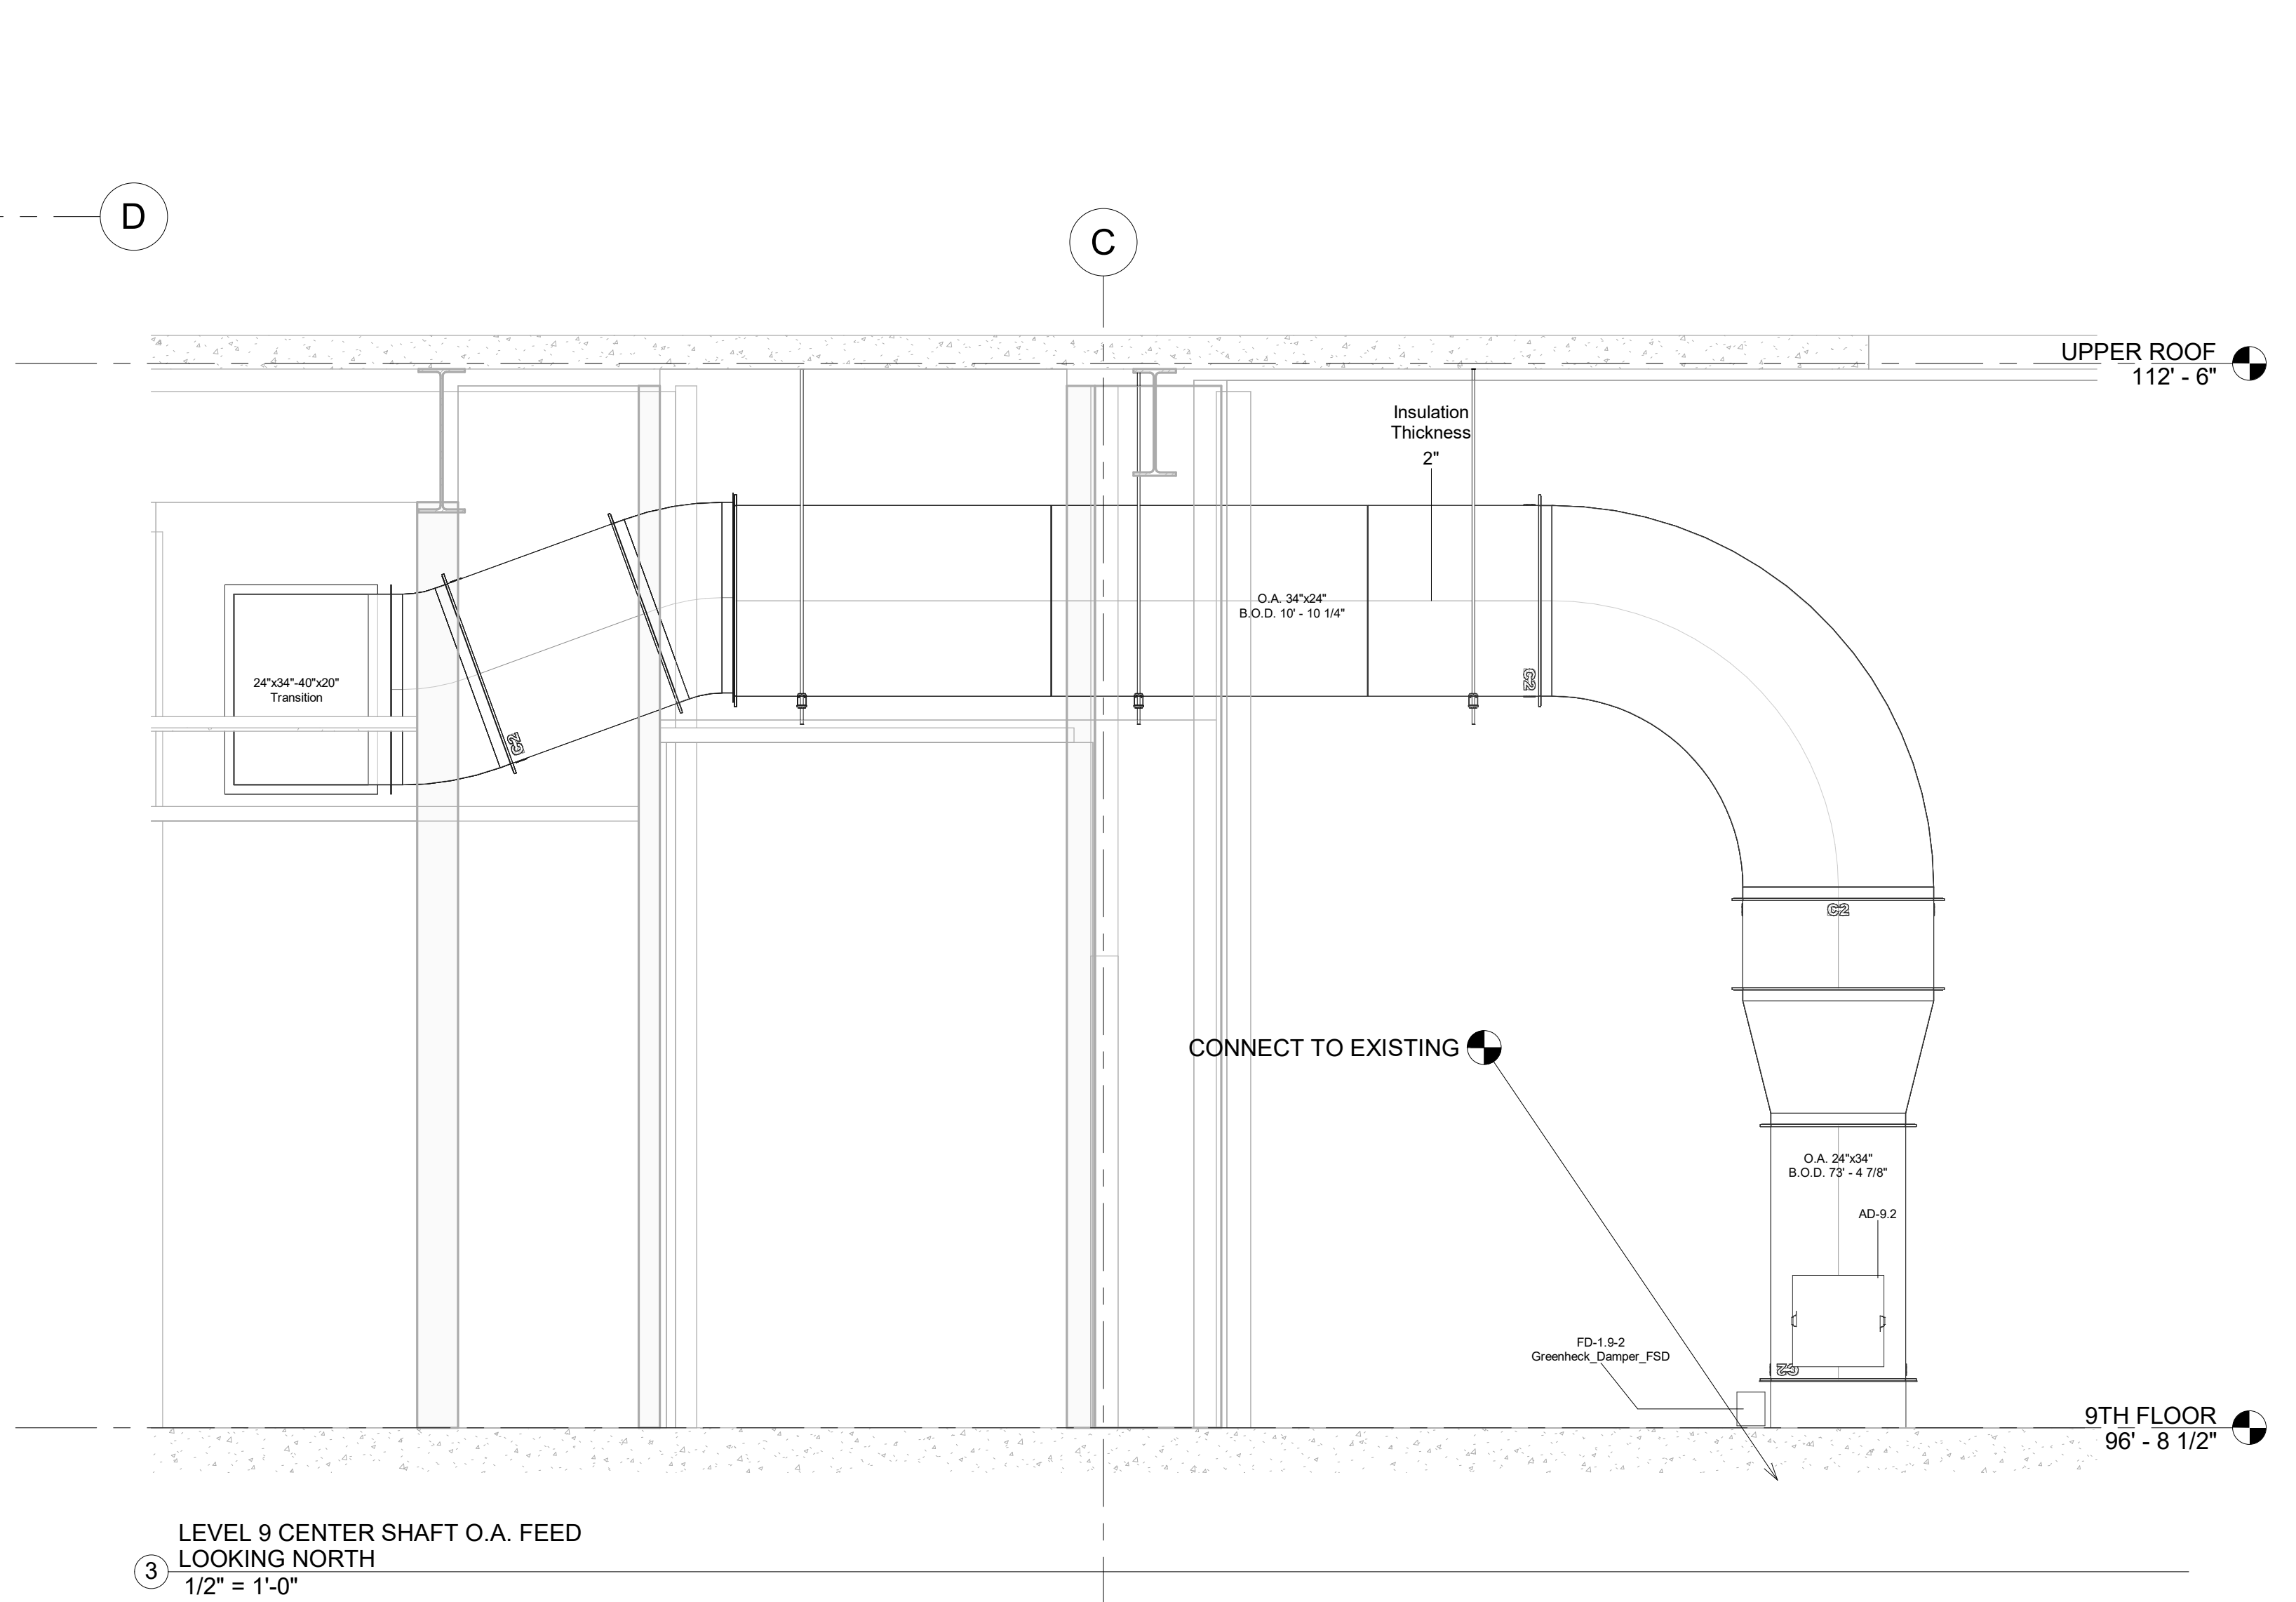 D
C
UPPER ROOF
112' - 6"
Insulation
Thickness
2"
O.A. 34"x24"
B.O.D. 10' - 10 1/4"
24"x34"-40"x20"
Transition
C2
C2
C2
CONNECT TO EXISTING
O.A. 24"x34"
B.O.D. 73' - 4 7/8"
AD-9.2
FD-1.9-2
Greenheck_Damper_FSD
C2
9TH FLOOR
96' - 8 1/2"
LEVEL 9 CENTER SHAFT O.A. FEED
LOOKING NORTH
3
1/2" = 1'-0"